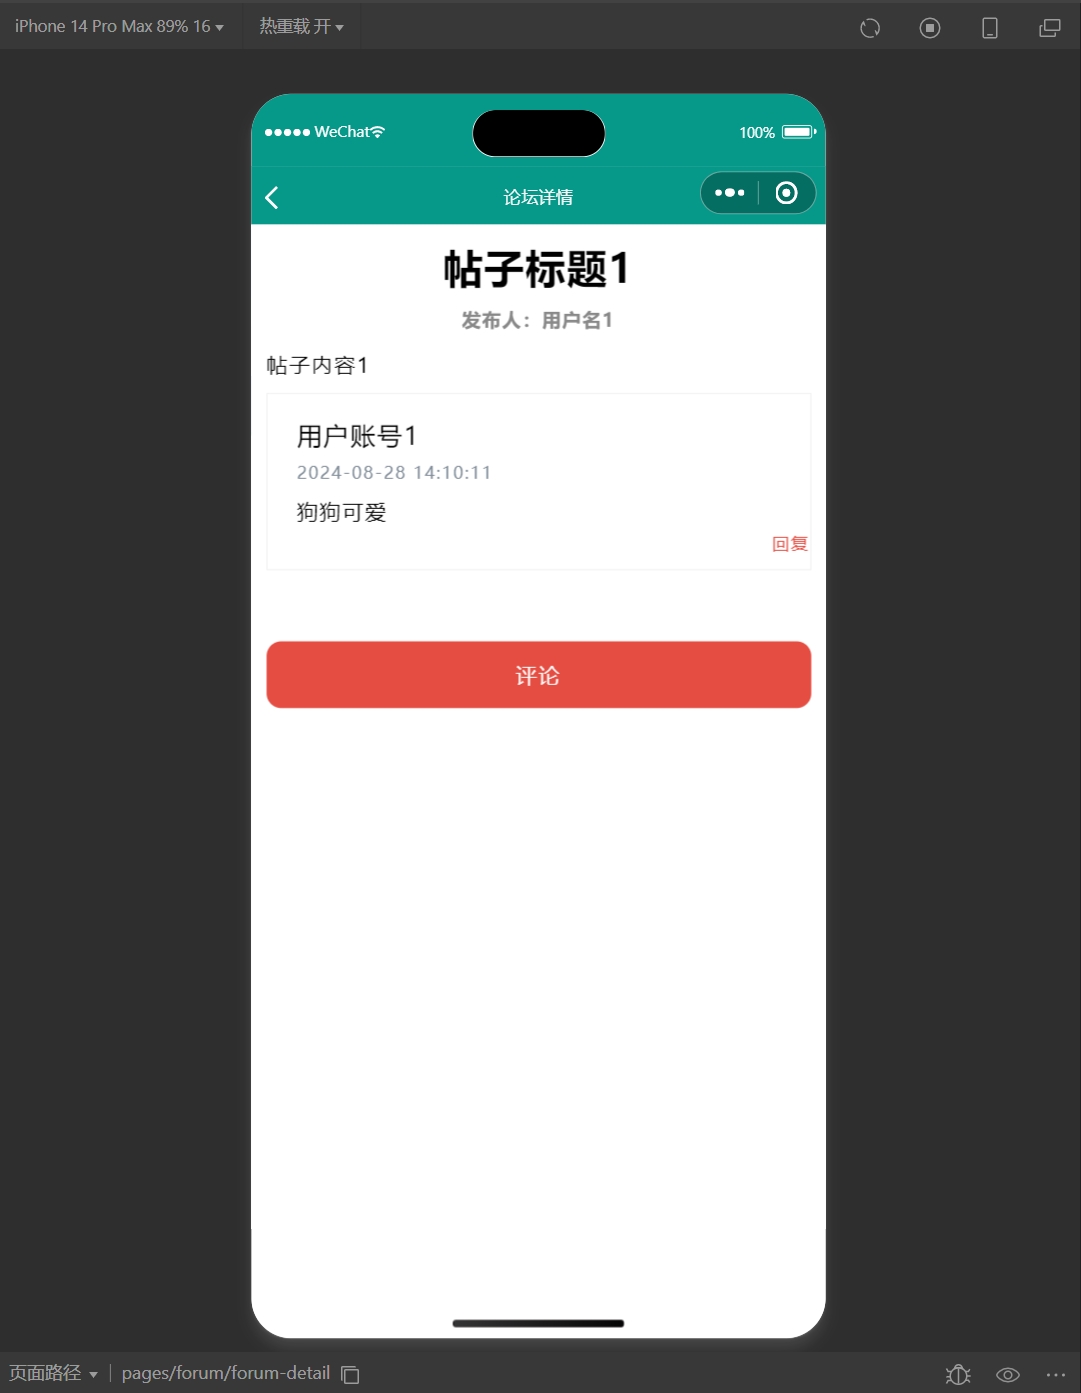 iPhone 14 Pro Max 89% 16 热重载 开
WeChat 100%
论坛详情
帖子标题1
发布人：用户名1
帖子内容1
用户账号1
2024-08-28 14:10:11
狗狗可爱
回复
评论
页面路径 pages/forum/forum-detail